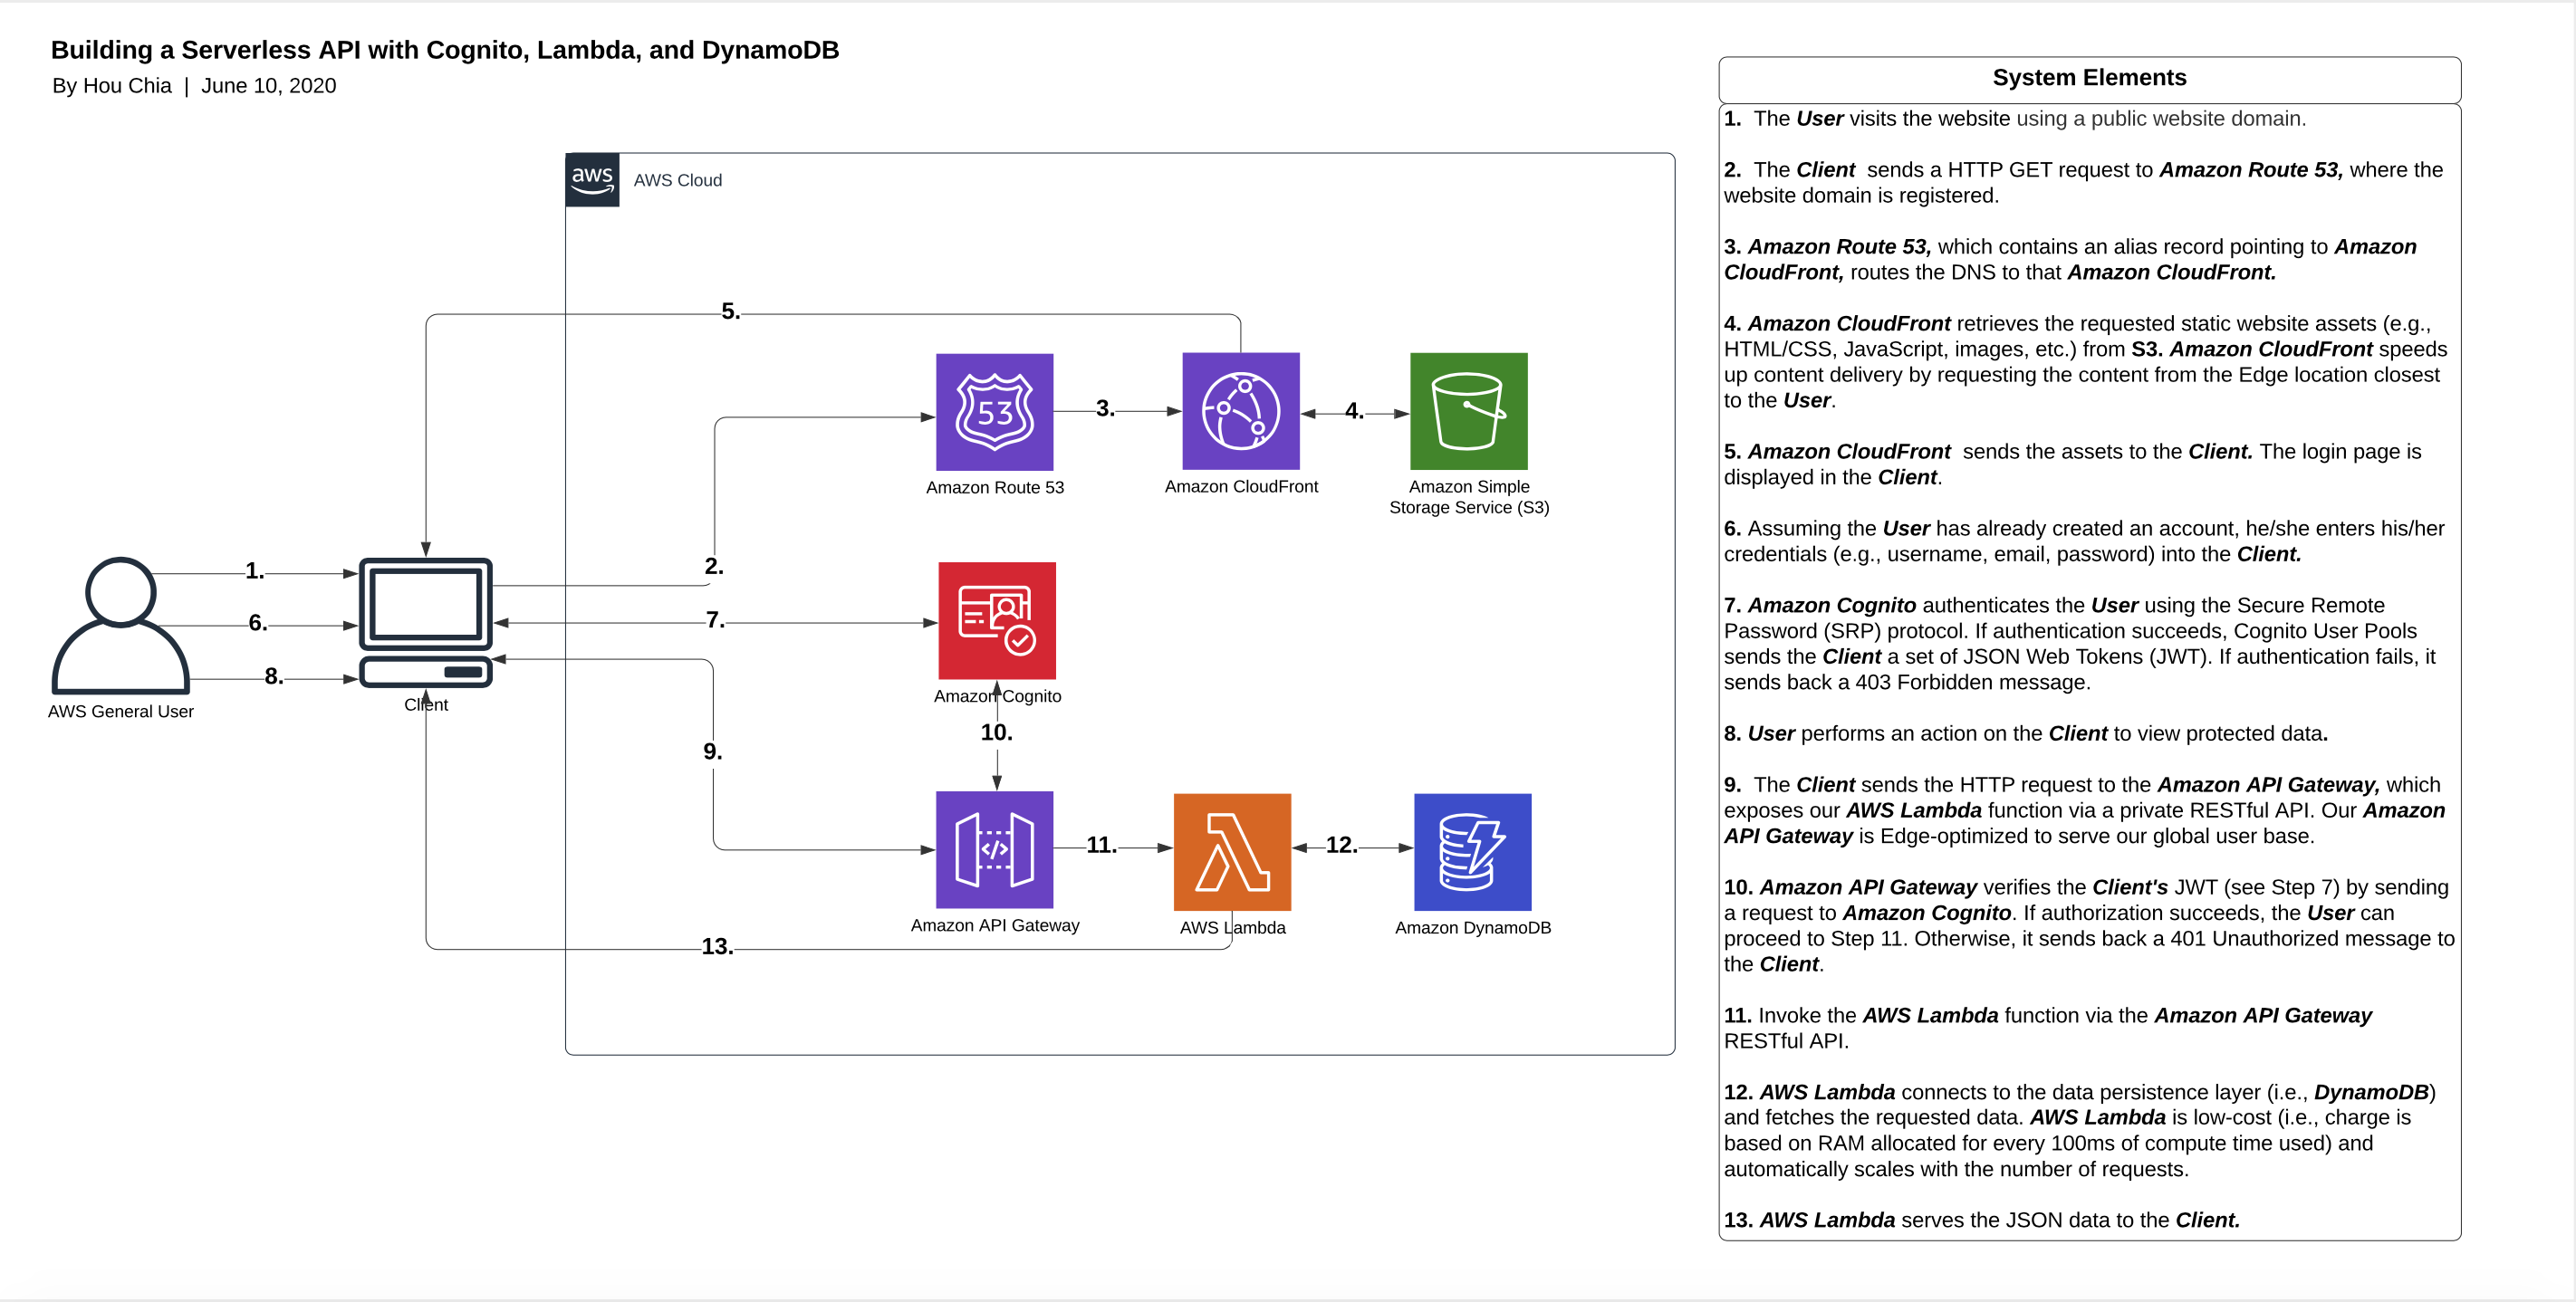 Building a Serverless API with Cognito, Lambda, and DynamoDB
By Hou Chia | June 10, 2020
aws
AWS Cloud
5.
53
3.
4.
Amazon Route 53
Amazon CloudFront
Amazon Simple
Storage Service (S3)
1.
2.
6.
7.
8.
AWS General User
Client
Amazon Cognito
10.
9.
</>
11.
12.
Amazon API Gateway
AWS Lambda
Amazon DynamoDB
13.
System Elements
1. The User visits the website using a public website domain.
2. The Client sends a HTTP GET request to Amazon Route 53, where the
website domain is registered.
3. Amazon Route 53, which contains an alias record pointing to Amazon
CloudFront, routes the DNS to that Amazon CloudFront.
4. Amazon CloudFront retrieves the requested static website assets (e.g.,
HTML/CSS, JavaScript, images, etc.) from S3. Amazon CloudFront speeds
up content delivery by requesting the content from the Edge location closest
to the User.
5. Amazon CloudFront sends the assets to the Client. The login page is
displayed in the Client.
6. Assuming the User has already created an account, he/she enters his/her
credentials (e.g., username, email, password) into the Client.
7. Amazon Cognito authenticates the User using the Secure Remote
Password (SRP) protocol. If authentication succeeds, Cognito User Pools
sends the Client a set of JSON Web Tokens (JWT). If authentication fails, it
sends back a 403 Forbidden message.
8. User performs an action on the Client to view protected data.
9. The Client sends the HTTP request to the Amazon API Gateway, which
exposes our AWS Lambda function via a private RESTful API. Our Amazon
API Gateway is Edge-optimized to serve our global user base.
10. Amazon API Gateway verifies the Client's JWT (see Step 7) by sending
a request to Amazon Cognito. If authorization succeeds, the User can
proceed to Step 11. Otherwise, it sends back a 401 Unauthorized message to
the Client.
11. Invoke the AWS Lambda function via the Amazon API Gateway
RESTful API.
12. AWS Lambda connects to the data persistence layer (i.e., DynamoDB)
and fetches the requested data. AWS Lambda is low-cost (i.e., charge is
based on RAM allocated for every 100ms of compute time used) and
automatically scales with the number of requests.
13. AWS Lambda serves the JSON data to the Client.